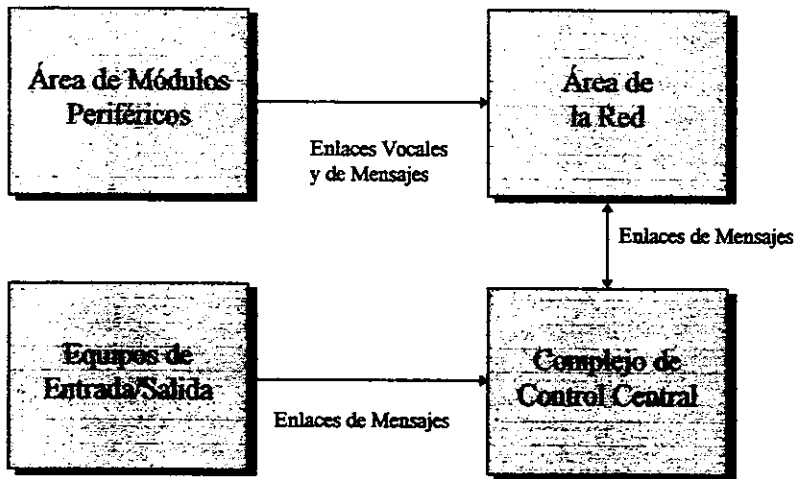 Área de Módulos
Periféricos
Área de
la Red
Enlaces Vocales
y de Mensajes
Enlaces de Mensajes
Equipos de
Entrada/Salida
Complejo de
Control Central
Enlaces de Mensajes